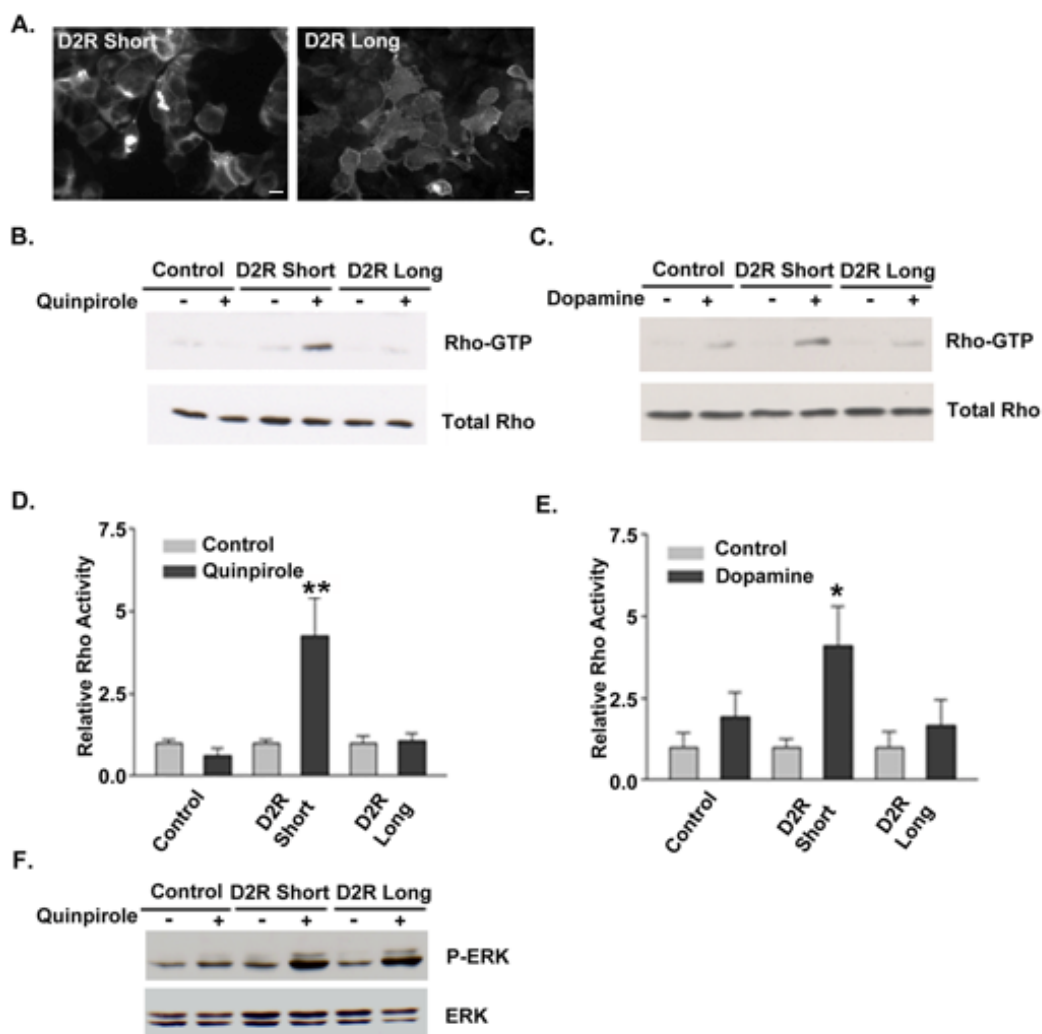 A.
D2R Short
D2R Long
B.
Control D2R Short D2R Long
Quinpirole - + - + - +
Rho-GTP
Total Rho
C.
Control D2R Short D2R Long
Dopamine - + - + - +
Rho-GTP
Total Rho
D.
Relative Rho Activity
7.5
5
2.5
0.0
Control
Quinpirole
**
Control
D2R
Short
D2R
Long
E.
Relative Rho Activity
7.5
5
2.5
0.0
Control
Dopamine
*
Control
D2R
Short
D2R
Long
F.
Control D2R Short D2R Long
Quinpirole - + - + - +
P-ERK
ERK